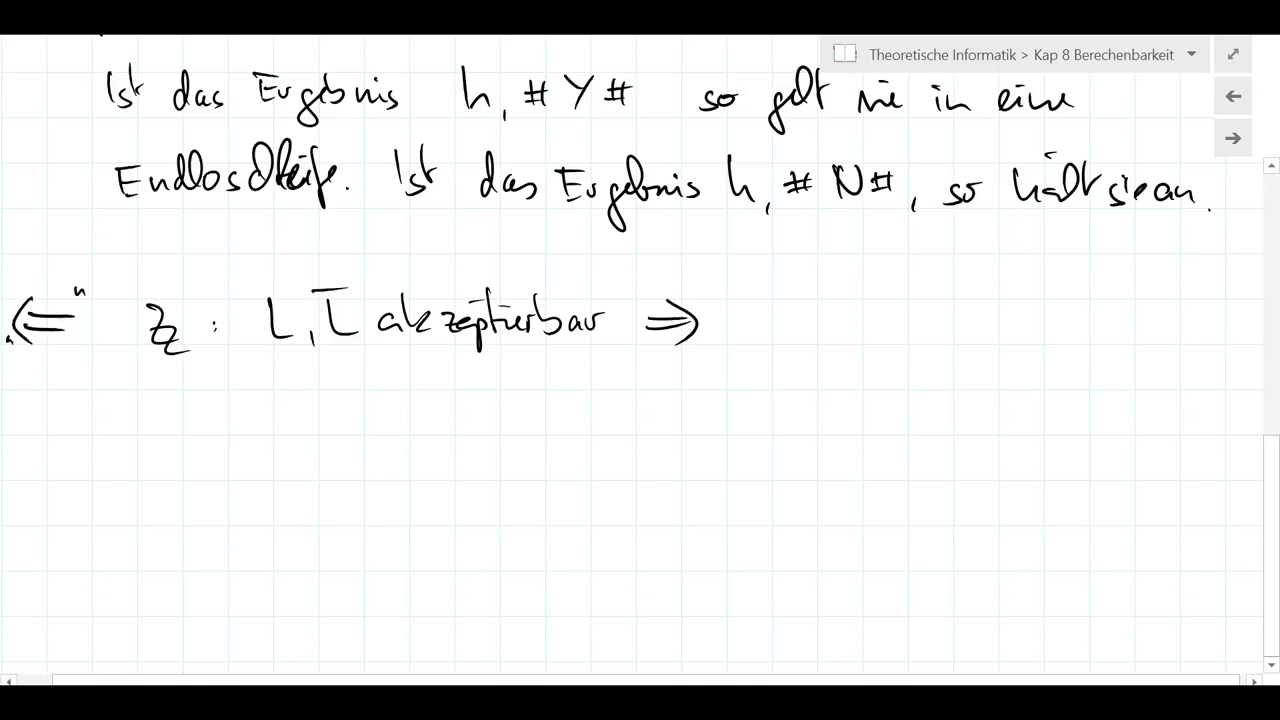 Theoretische Informatik > Kap 8 Berechenbarkeit
Ist das Ergebnis h, # Y # so geht sie in eine
Endlosschleife. Ist das Ergebnis h, # N #, so hält sie an.
"⇐" Zz : L, L̅ akzeptierbar ⇒